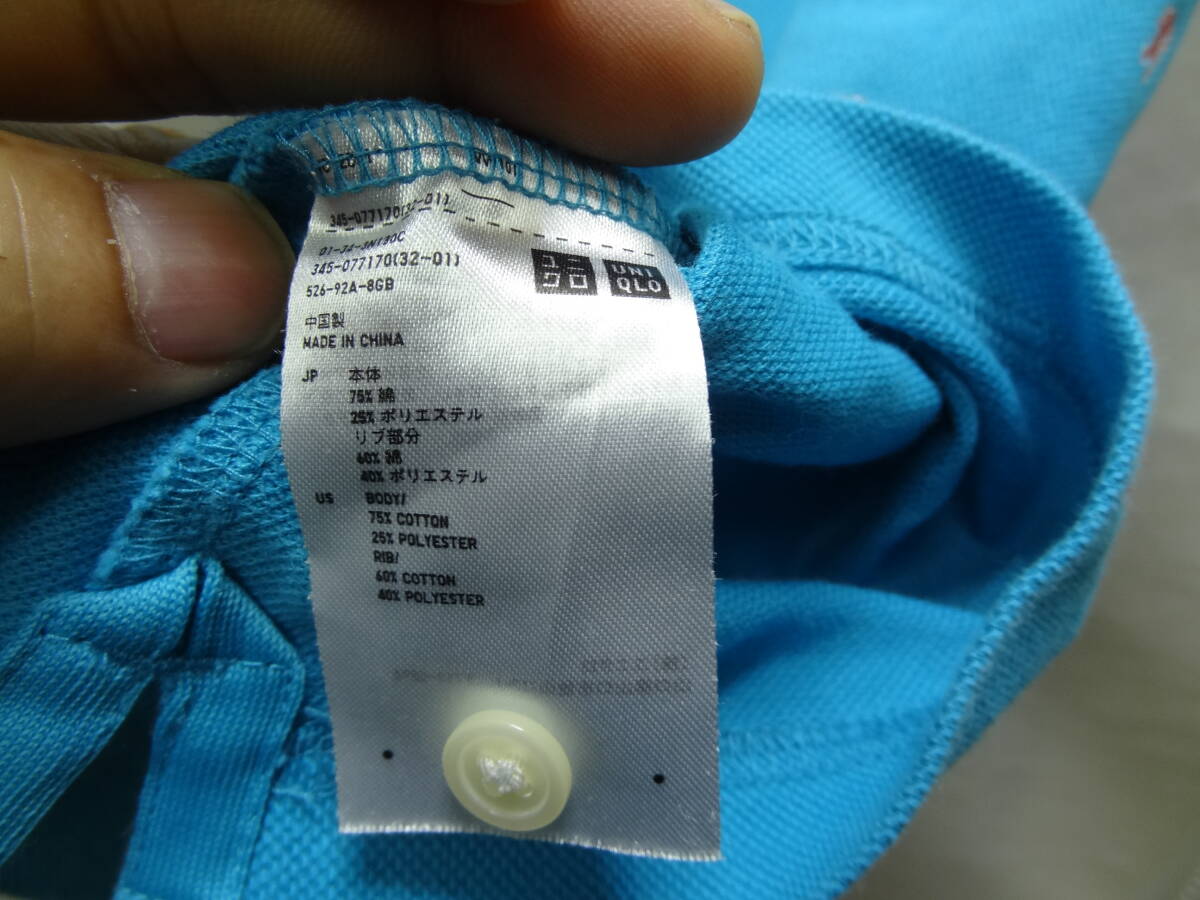 345-077170(32-01)
01-34-3N130C
345-077170(32-01)
526-92A-8GB
ユニ
クロ
UNI
QLO
中国製
MADE IN CHINA
JP 本体
75% 綿
25% ポリエステル
リブ部分
60% 綿
40% ポリエステル
US BODY/
75% COTTON
25% POLYESTER
RIB/
60% COTTON
40% POLYESTER